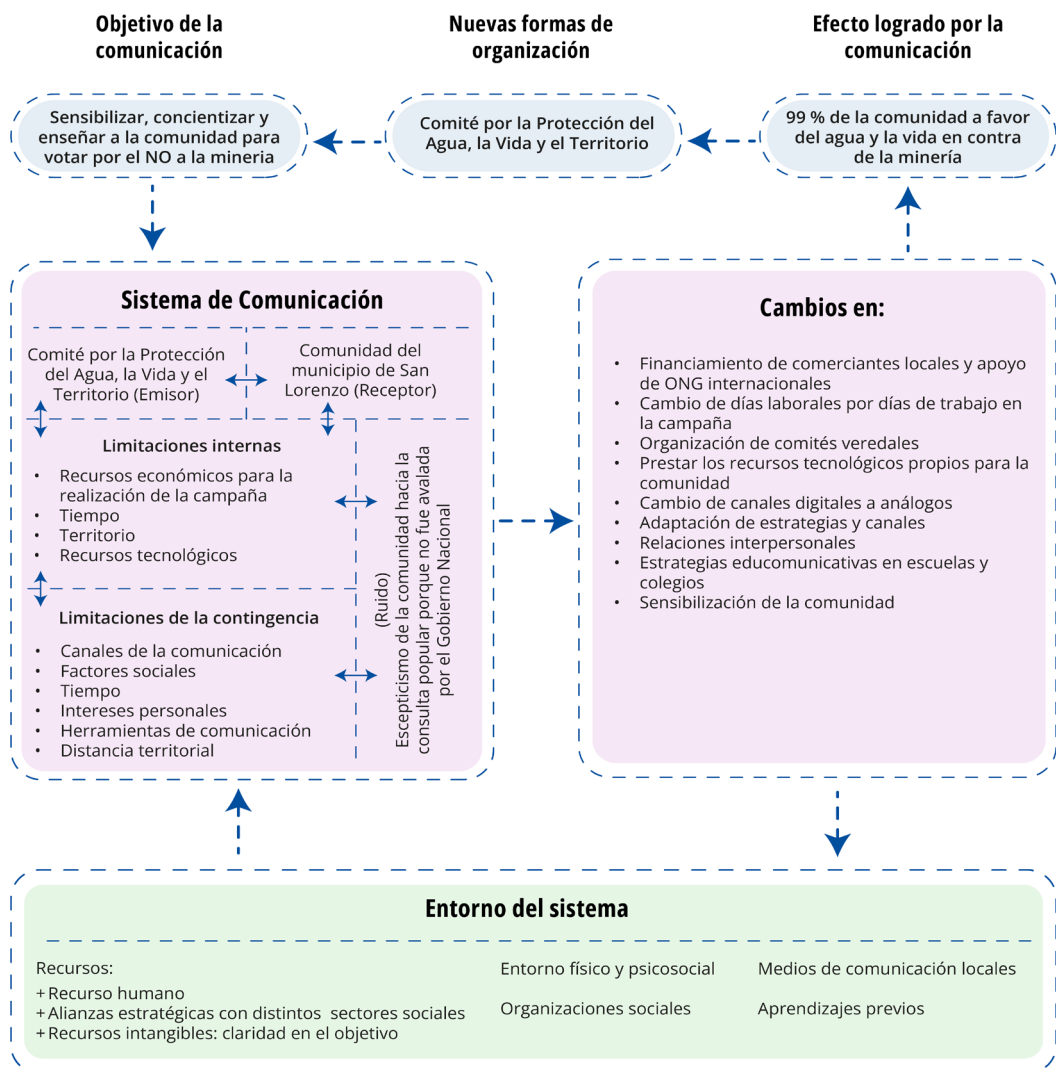 Objetivo de la
comunicación
Nuevas formas de
organización
Efecto logrado por la
comunicación
Sensibilizar, concientizar y
enseñar a la comunidad para
votar por el NO a la mineria
Comité por la Protección del
Agua, la Vida y el Territorio
99 % de la comunidad a favor
del agua y la vida en contra
de la minería
Sistema de Comunicación
Comité por la Protección
del Agua, la Vida y el
Territorio (Emisor)
Comunidad del
municipio de San
Lorenzo (Receptor)
Limitaciones internas
• Recursos económicos para la
realización de la campaña
• Tiempo
• Territorio
• Recursos tecnológicos
Limitaciones de la contingencia
• Canales de la comunicación
• Factores sociales
• Tiempo
• Intereses personales
• Herramientas de comunicación
• Distancia territorial
(Ruido)
Escepticismo de la comunidad hacia la
consulta popular porque no fue avalada
por el Gobierno Nacional
Cambios en:
• Financiamiento de comerciantes locales y apoyo
de ONG internacionales
• Cambio de días laborales por días de trabajo en
la campaña
• Organización de comités veredales
• Prestar los recursos tecnológicos propios para la
comunidad
• Cambio de canales digitales a análogos
• Adaptación de estrategias y canales
• Relaciones interpersonales
• Estrategias educomunicativas en escuelas y
colegios
• Sensibilización de la comunidad
Entorno del sistema
Recursos:
+ Recurso humano
+ Alianzas estratégicas con distintos sectores sociales
+ Recursos intangibles: claridad en el objetivo
Entorno físico y psicosocial
Organizaciones sociales
Medios de comunicación locales
Aprendizajes previos